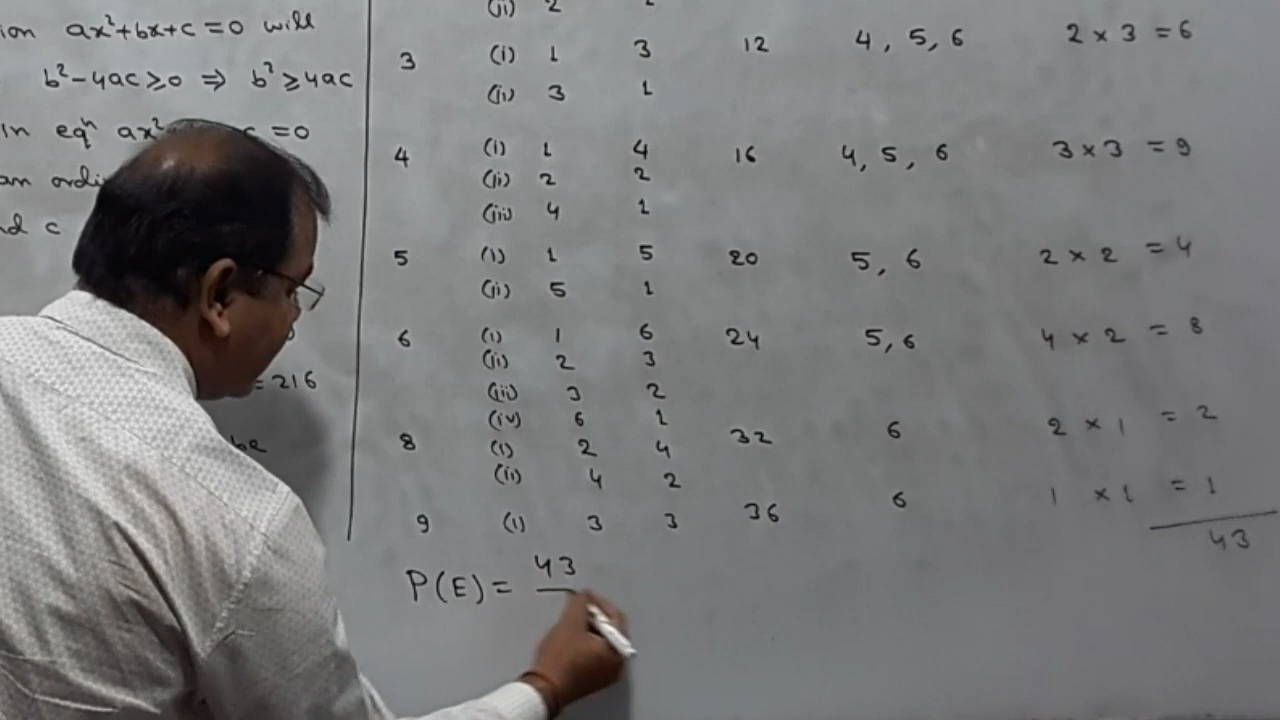 ion ax²+bx+c=0 will
b²-4ac⩾0 ⇒ b²⩾4ac
in eqⁿ ax² c =0
an ordi
nd c
=216
be
(ii) 2
3 (i) 1 3 12 4, 5, 6 2×3=6
(ii) 3 1
4 (i) 1 4 16 4, 5, 6 3×3=9
(ii) 2 2
(iii) 4 1
5 (i) 1 5 20 5, 6 2×2=4
(ii) 5 1
6 (i) 1 6 24 5,6 4×2=8
(ii) 2 3
(iii) 3 2
(iv) 6 1
8 (i) 2 4 32 6 2×1=2
(ii) 4 2
9 (i) 3 3 36 6 1×1=1
43
P(E)= 43